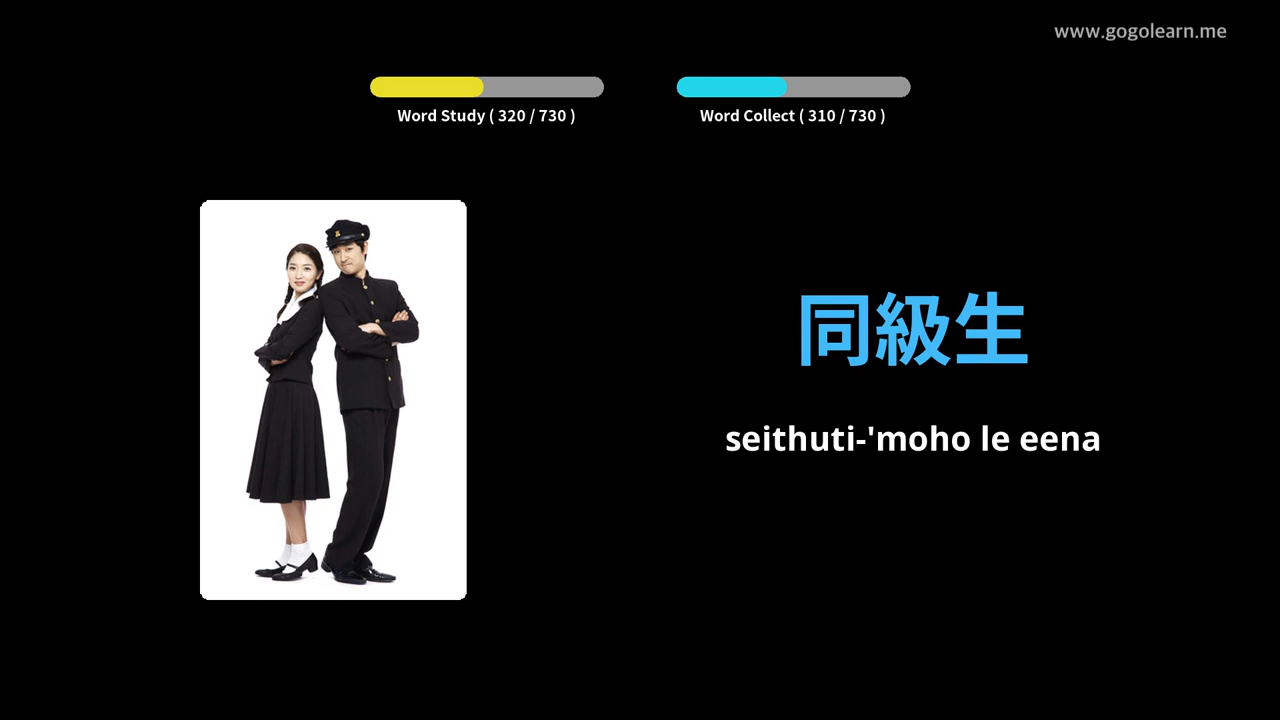 www.gogolearn.me
Word Study ( 320 / 730 )
Word Collect ( 310 / 730 )
同級生
seithuti-'moho le eena